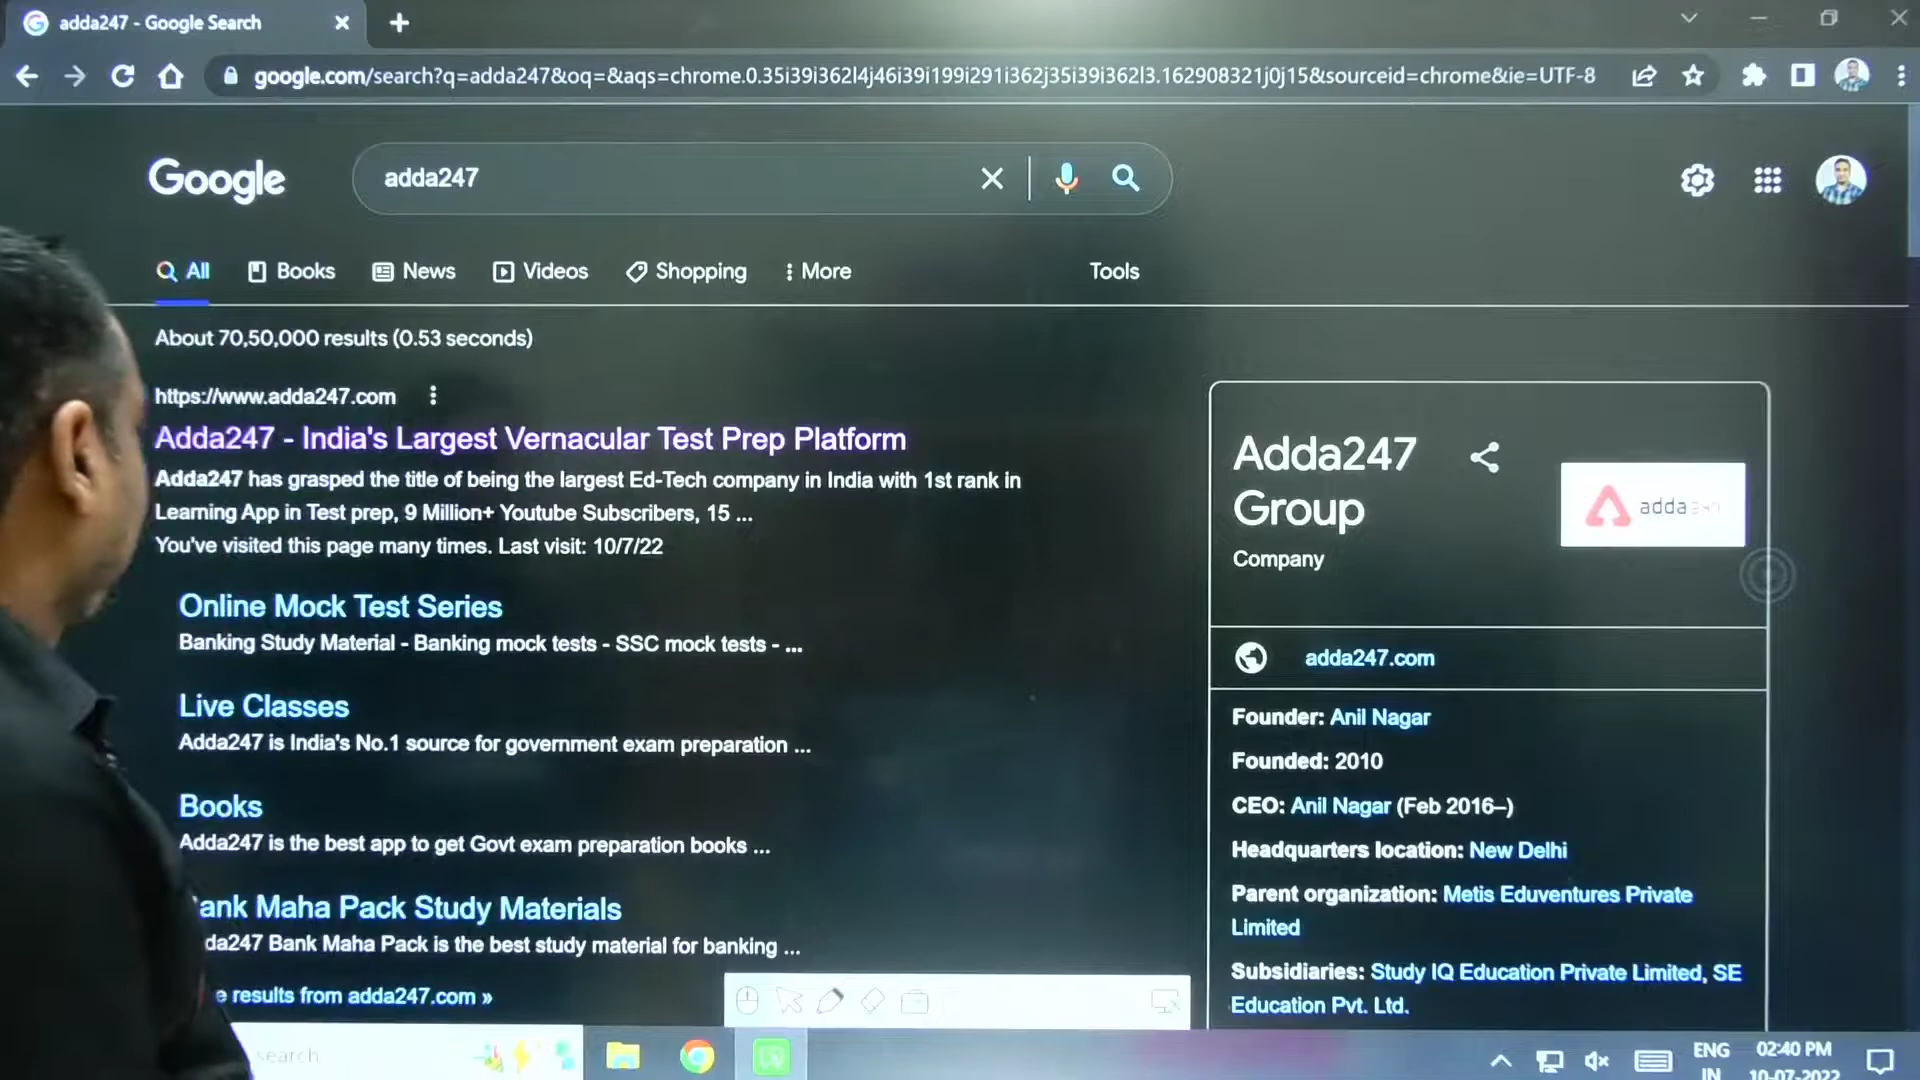 adda247 - Google Search
google.com/search?q=adda247&oq=&aqs=chrome.0.35i39i362l4j46i39i199i291i362j35i39i362l3.162908321j0j15&sourceid=chrome&ie=UTF-8
Google
adda247
All
Books
News
Videos
Shopping
More
Tools
About 70,50,000 results (0.53 seconds)
https://www.adda247.com
Adda247 - India's Largest Vernacular Test Prep Platform
Adda247 has grasped the title of being the largest Ed-Tech company in India with 1st rank in
Learning App in Test prep, 9 Million+ Youtube Subscribers, 15 ...
You've visited this page many times. Last visit: 10/7/22
Online Mock Test Series
Banking Study Material - Banking mock tests - SSC mock tests - ...
Live Classes
Adda247 is India's No.1 source for government exam preparation ...
Books
Adda247 is the best app to get Govt exam preparation books ...
ank Maha Pack Study Materials
da247 Bank Maha Pack is the best study material for banking ...
e results from adda247.com »
Adda247
Group
Company
adda247
adda247.com
Founder: Anil Nagar
Founded: 2010
CEO: Anil Nagar (Feb 2016–)
Headquarters location: New Delhi
Parent organization: Metis Eduventures Private
Limited
Subsidiaries: Study IQ Education Private Limited, SE
Education Pvt. Ltd.
search
ENG
IN
02:40 PM
10-07-2022